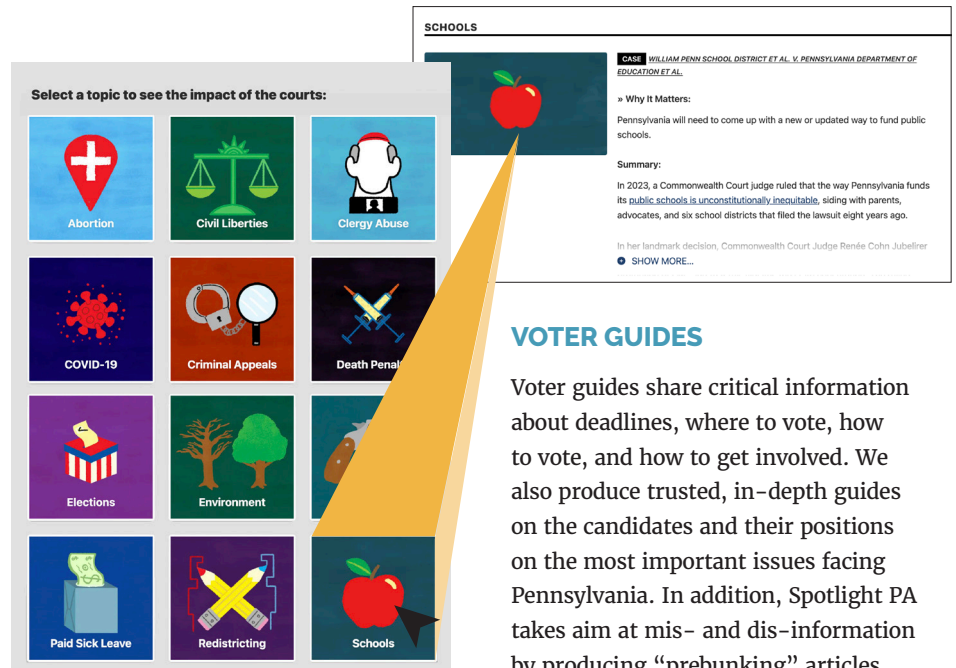 SCHOOLS
CASE WILLIAM PENN SCHOOL DISTRICT ET AL. V. PENNSYLVANIA DEPARTMENT OF
EDUCATION ET AL.
» Why It Matters:
Pennsylvania will need to come up with a new or updated way to fund public
schools.
Summary:
In 2023, a Commonwealth Court judge ruled that the way Pennsylvania funds
its public schools is unconstitutionally inequitable, siding with parents,
advocates, and six school districts that filed the lawsuit eight years ago.
In her landmark decision, Commonwealth Court Judge Renée Cohn Jubelirer
SHOW MORE...
Select a topic to see the impact of the courts:
Abortion
Civil Liberties
Clergy Abuse
COVID-19
Criminal Appeals
Death Penal
Elections
Environment
Paid Sick Leave
Redistricting
Schools
VOTER GUIDES
Voter guides share critical information
about deadlines, where to vote, how
to vote, and how to get involved. We
also produce trusted, in-depth guides
on the candidates and their positions
on the most important issues facing
Pennsylvania. In addition, Spotlight PA
takes aim at mis- and dis-information
by producing “prebunking” articles